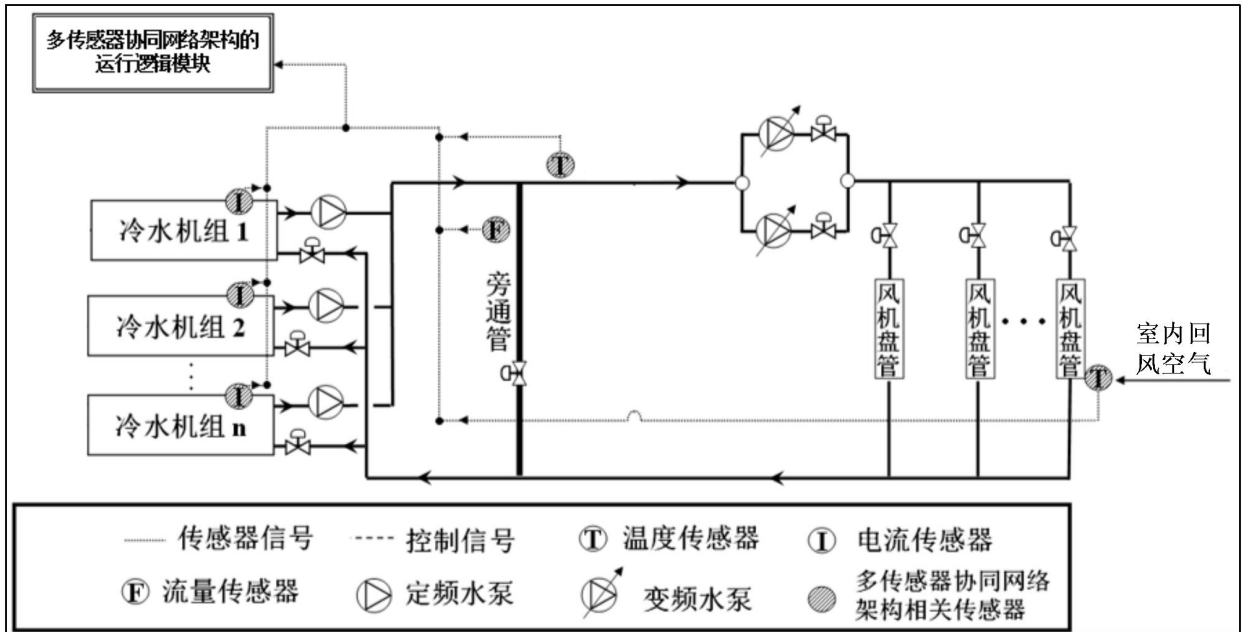 多传感器协同网络架构的
运行逻辑模块
T
I
冷水机组 1
F
I
冷水机组 2
I
冷水机组 n
旁通管
风机盘管
风机盘管
风机盘管
T
室内回
风空气
传感器信号
控制信号
T 温度传感器
I 电流传感器
F 流量传感器
定频水泵
变频水泵
多传感器协同网络
架构相关传感器